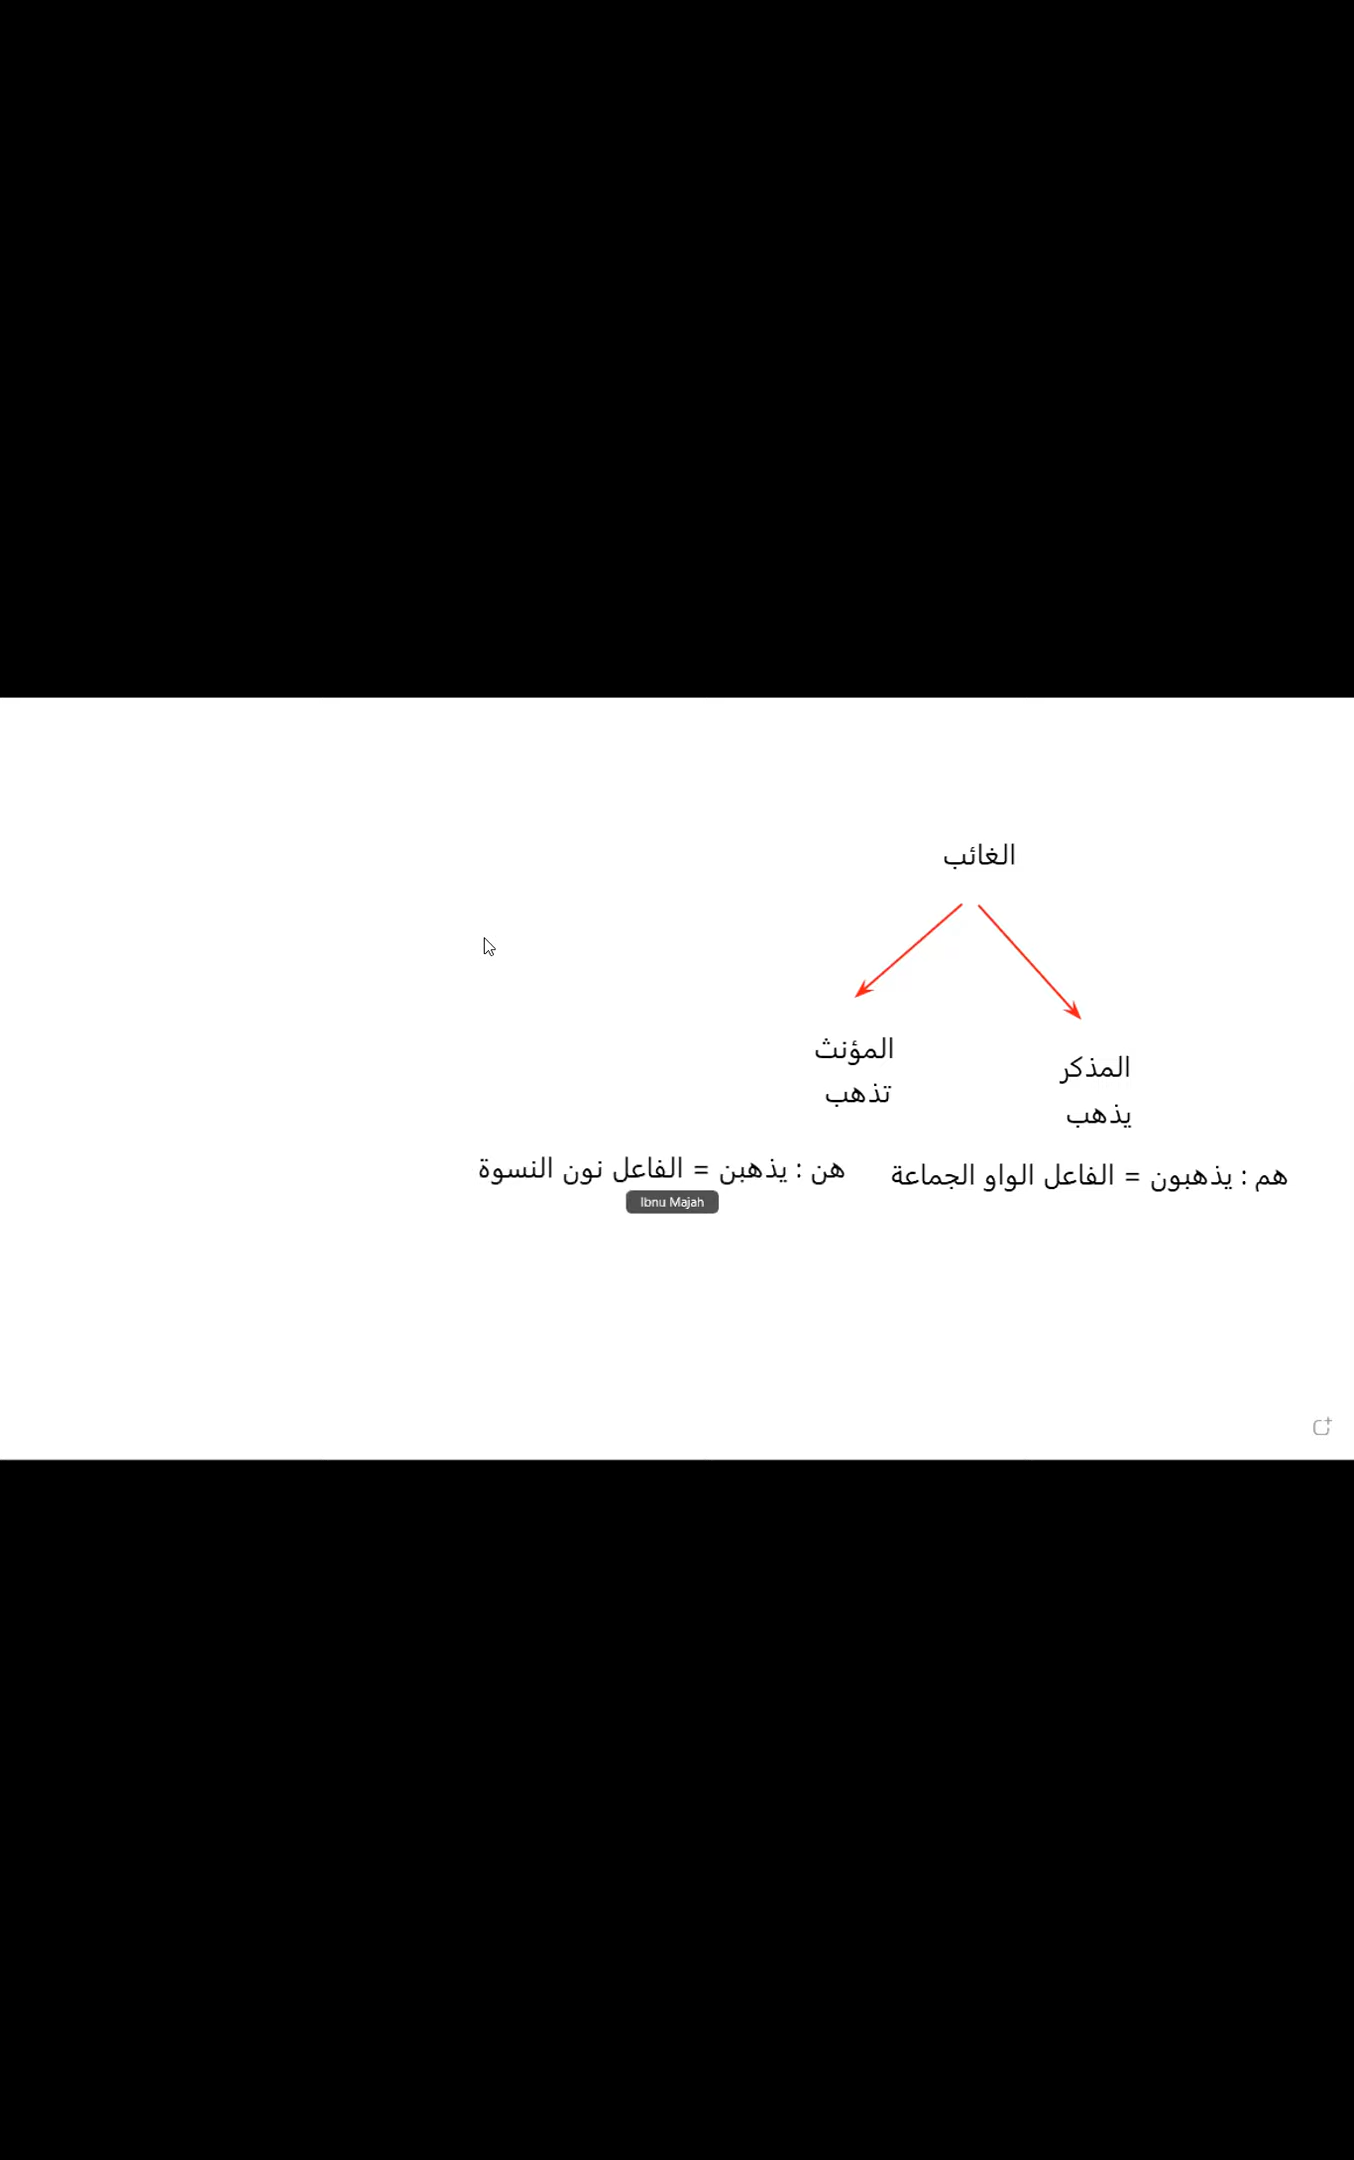 الغائب
المذكر
يذهب
المؤنث
تذهب
هم : يذهبون = الفاعل الواو الجماعة
هن : يذهبن = الفاعل نون النسوة
Ibnu Majah